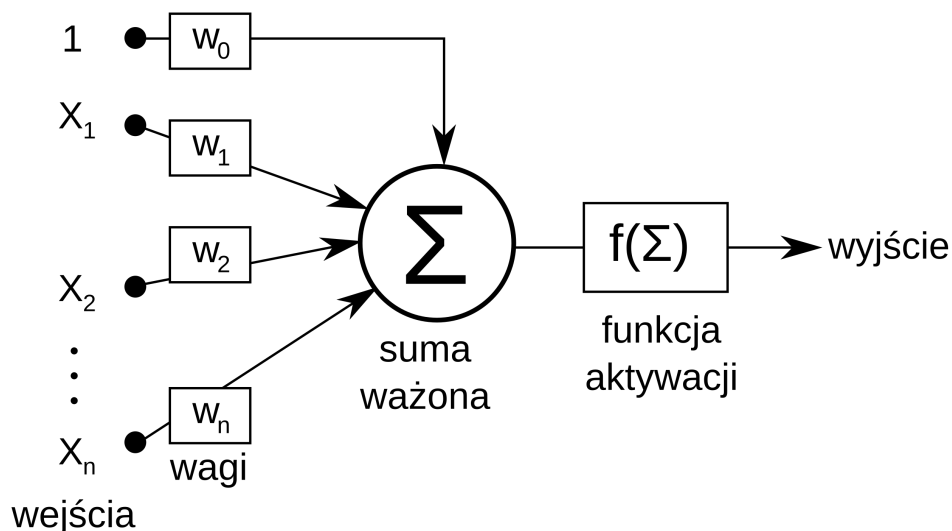 1
w₀
X₁
w₁
X₂
w₂
Xₙ
wₙ
wagi
wejścia
Σ
suma
ważona
f(Σ)
funkcja
aktywacji
wyjście